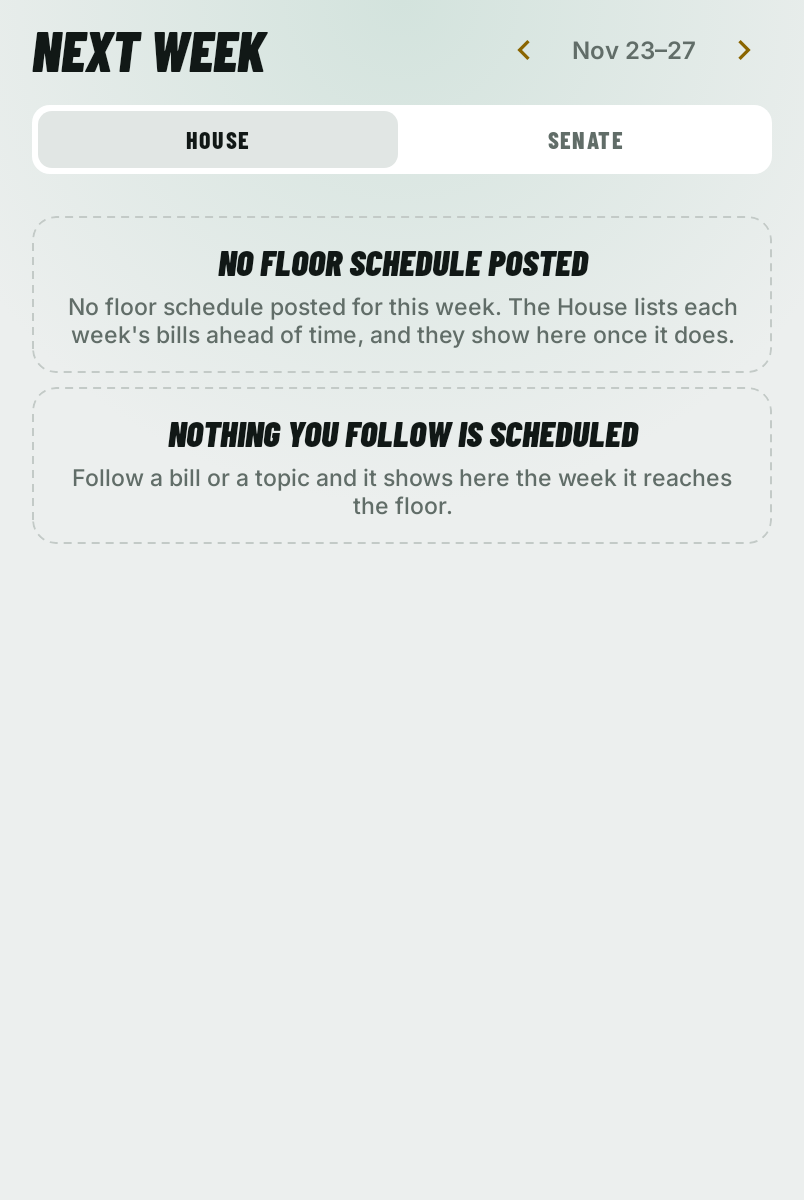 NEXT WEEK
Nov 23–27
HOUSE
SENATE
NO FLOOR SCHEDULE POSTED
No floor schedule posted for this week. The House lists each
week's bills ahead of time, and they show here once it does.
NOTHING YOU FOLLOW IS SCHEDULED
Follow a bill or a topic and it shows here the week it reaches
the floor.